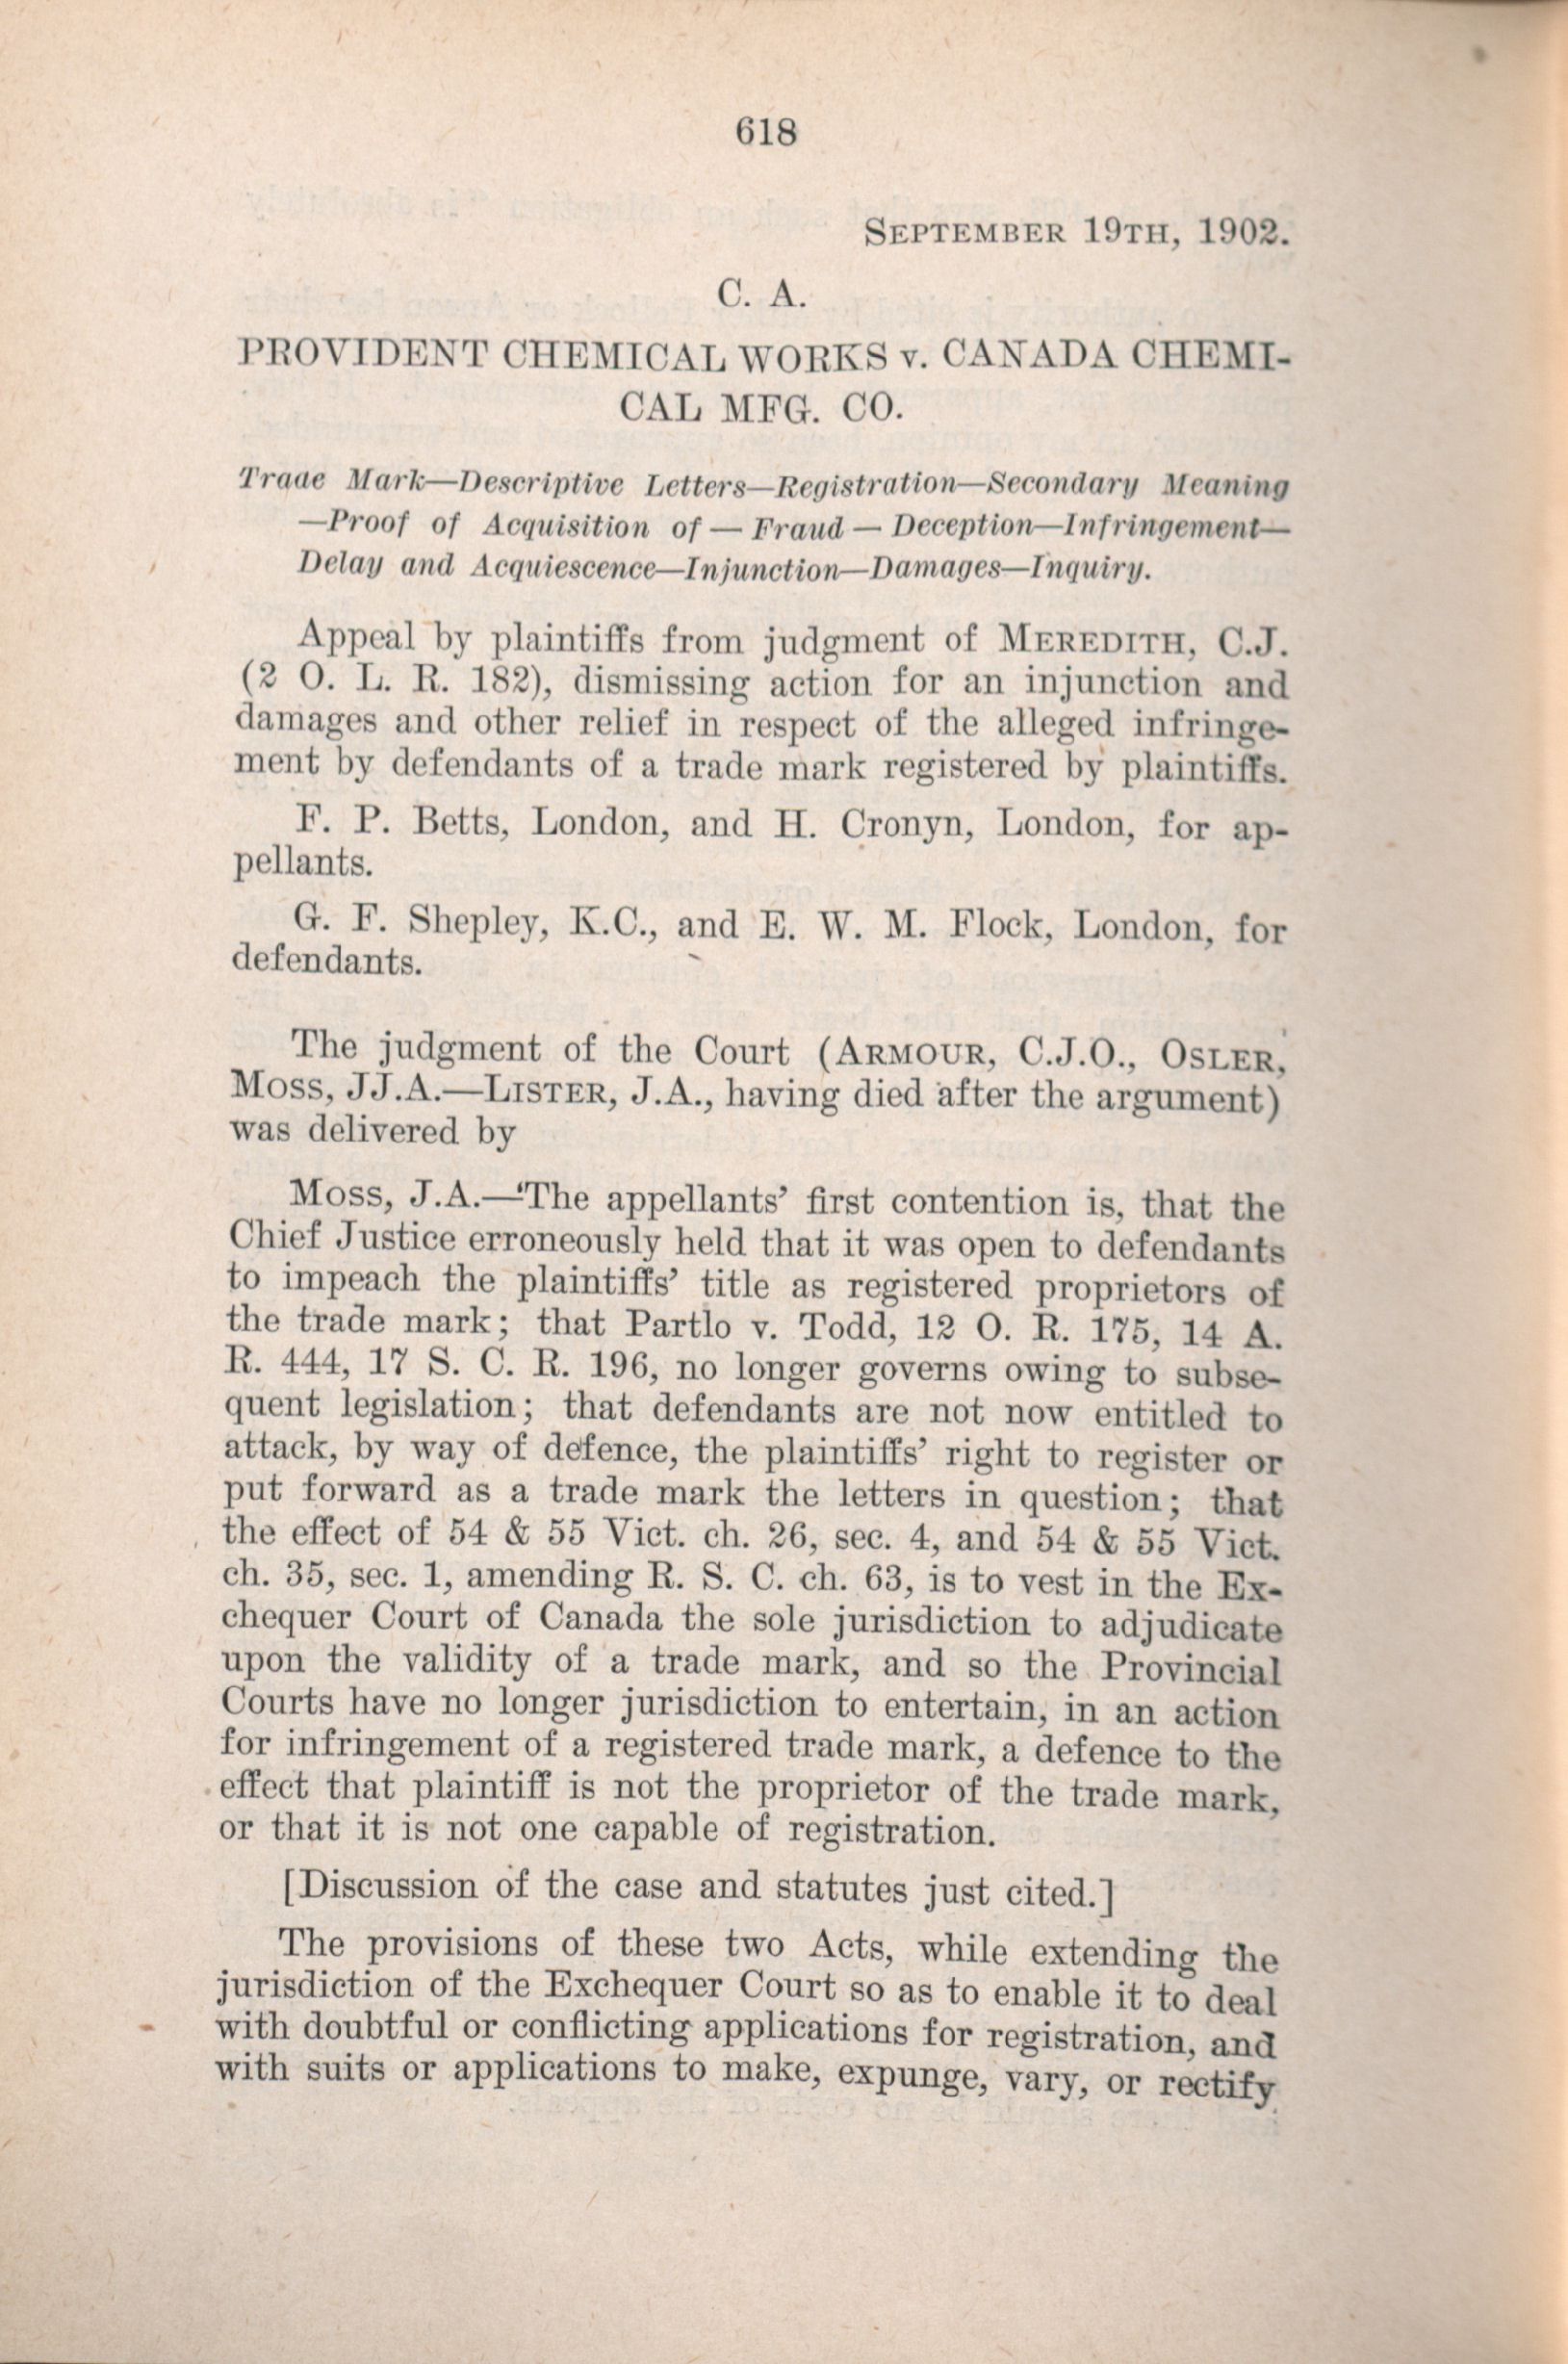 618
SEPTEMBER 19TH, 1902.
C. A.
PROVIDENT CHEMICAL WORKS v. CANADA CHEMI-
CAL MFG. CO.
Trade Mark—Descriptive Letters—Registration—Secondary Meaning
—Proof of Acquisition of — Fraud — Deception—Infringement—
Delay and Acquiescence—Injunction—Damages—Inquiry.
Appeal by plaintiffs from judgment of MEREDITH, C.J.
(2 O. L. R. 182), dismissing action for an injunction and
damages and other relief in respect of the alleged infringe-
ment by defendants of a trade mark registered by plaintiffs.
F. P. Betts, London, and H. Cronyn, London, for ap-
pellants.
G. F. Shepley, K.C., and E. W. M. Flock, London, for
defendants.
The judgment of the Court (ARMOUR, C.J.O., OSLER,
MOSS, JJ.A.—LISTER, J.A., having died after the argument)
was delivered by
MOSS, J.A.—'The appellants' first contention is, that the
Chief Justice erroneously held that it was open to defendants
to impeach the plaintiffs' title as registered proprietors of
the trade mark; that Partlo v. Todd, 12 O. R. 175, 14 A.
R. 444, 17 S. C. R. 196, no longer governs owing to subse-
quent legislation; that defendants are not now entitled to
attack, by way of defence, the plaintiffs' right to register or
put forward as a trade mark the letters in question; that
the effect of 54 & 55 Vict. ch. 26, sec. 4, and 54 & 55 Vict.
ch. 35, sec. 1, amending R. S. C. ch. 63, is to vest in the Ex-
chequer Court of Canada the sole jurisdiction to adjudicate
upon the validity of a trade mark, and so the Provincial
Courts have no longer jurisdiction to entertain, in an action
for infringement of a registered trade mark, a defence to the
effect that plaintiff is not the proprietor of the trade mark,
or that it is not one capable of registration.
[Discussion of the case and statutes just cited.]
The provisions of these two Acts, while extending the
jurisdiction of the Exchequer Court so as to enable it to deal
with doubtful or conflicting applications for registration, and
with suits or applications to make, expunge, vary, or rectify